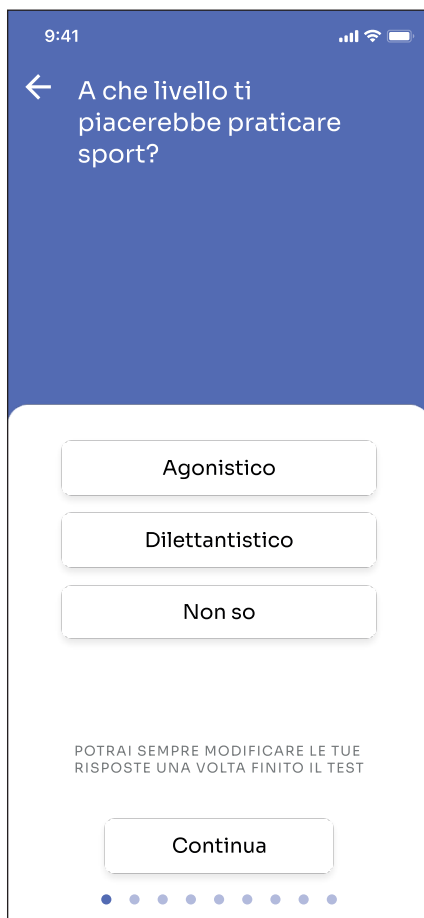 9:41
A che livello ti
piacerebbe praticare
sport?
Agonistico
Dilettantistico
Non so
POTRAI SEMPRE MODIFICARE LE TUE
RISPOSTE UNA VOLTA FINITO IL TEST
Continua